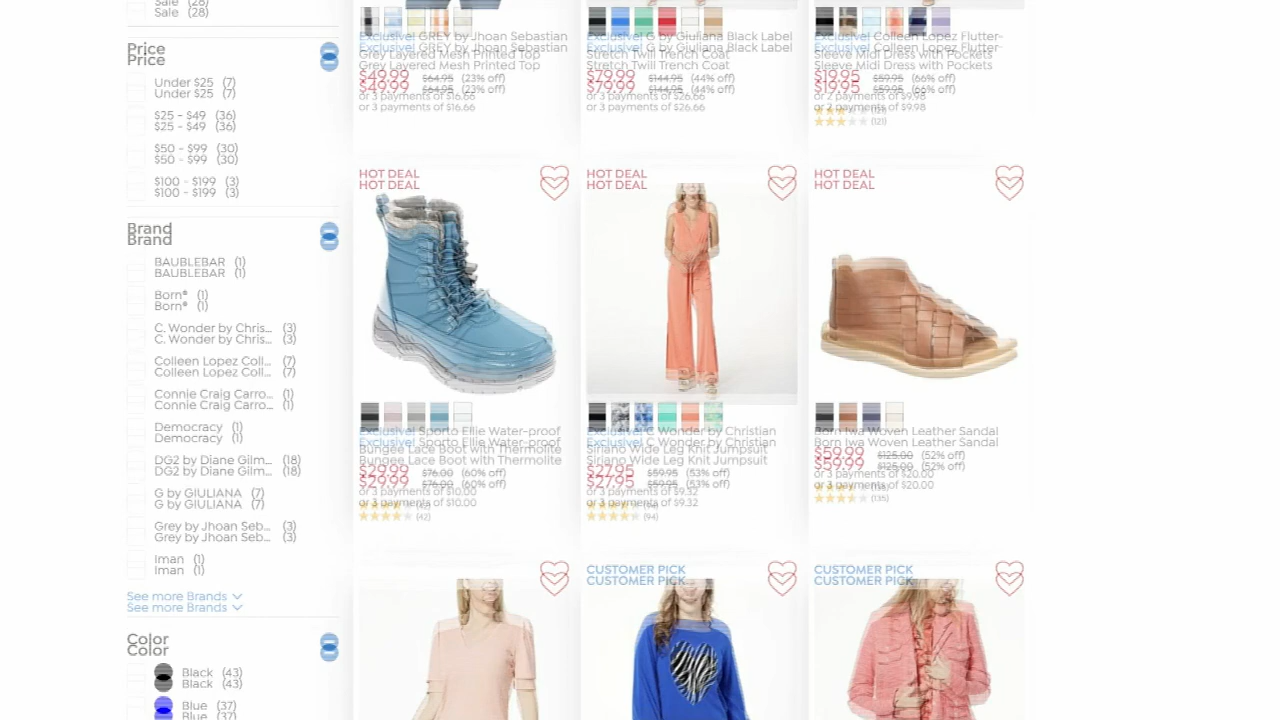 Sale (28)
Price
Under $25 (7)
$25 - $49 (36)
$50 - $99 (30)
$100 - $199 (3)
Brand
BAUBLEBAR (1)
Born® (1)
C. Wonder by Chris... (3)
Colleen Lopez Coll... (7)
Connie Craig Carro... (1)
Democracy (1)
DG2 by Diane Gilm... (18)
G by GIULIANA (7)
Grey by Jhoan Seb... (3)
Iman (1)
See more Brands
Color
Black (43)
Blue (37)
Exclusive! GREY by Jhoan Sebastian
Grey Layered Mesh Printed Top
$49.99 $64.95 (23% off)
or 3 payments of $16.66
Exclusive! G by Giuliana Black Label
Stretch Twill Trench Coat
$79.99 $144.95 (44% off)
or 3 payments of $26.66
Exclusive! Colleen Lopez Flutter-
Sleeve Midi Dress with Pockets
$19.95 $59.95 (66% off)
or 2 payments of $9.98
(121)
HOT DEAL
Exclusive! Sporto Ellie Water-proof
Bungee Lace Boot with Thermolite
$29.99 $76.00 (60% off)
or 3 payments of $10.00
(42)
HOT DEAL
Exclusive! C Wonder by Christian
Siriano Wide Leg Knit Jumpsuit
$27.95 $59.95 (53% off)
or 3 payments of $9.32
(94)
HOT DEAL
Born Iwa Woven Leather Sandal
$59.99 $125.00 (52% off)
or 3 payments of $20.00
(135)
CUSTOMER PICK
CUSTOMER PICK